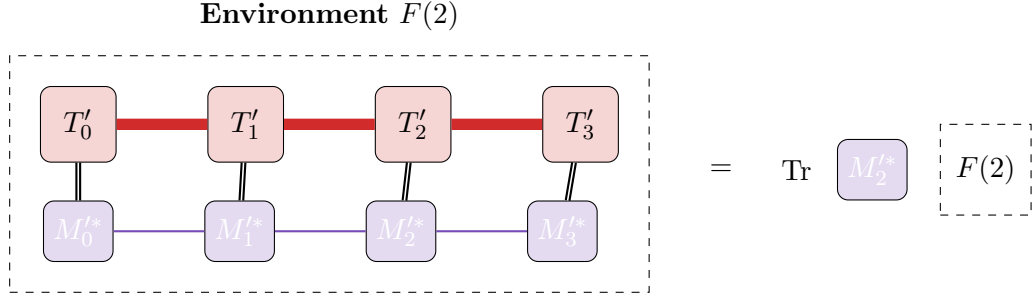 Environment F(2)
T′₀ T′₁ T′₂ T′₃
M′*₀ M′*₁ M′*₂ M′*₃
= Tr M′*₂ F(2)